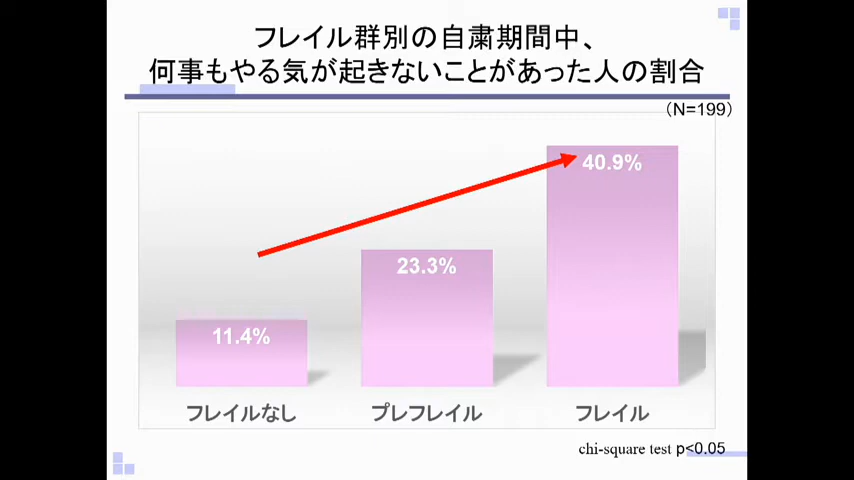 フレイル群別の自粛期間中、
何事もやる気が起きないことがあった人の割合
（N=199）
40.9%
23.3%
11.4%
フレイルなし プレフレイル フレイル
chi-square test p<0.05